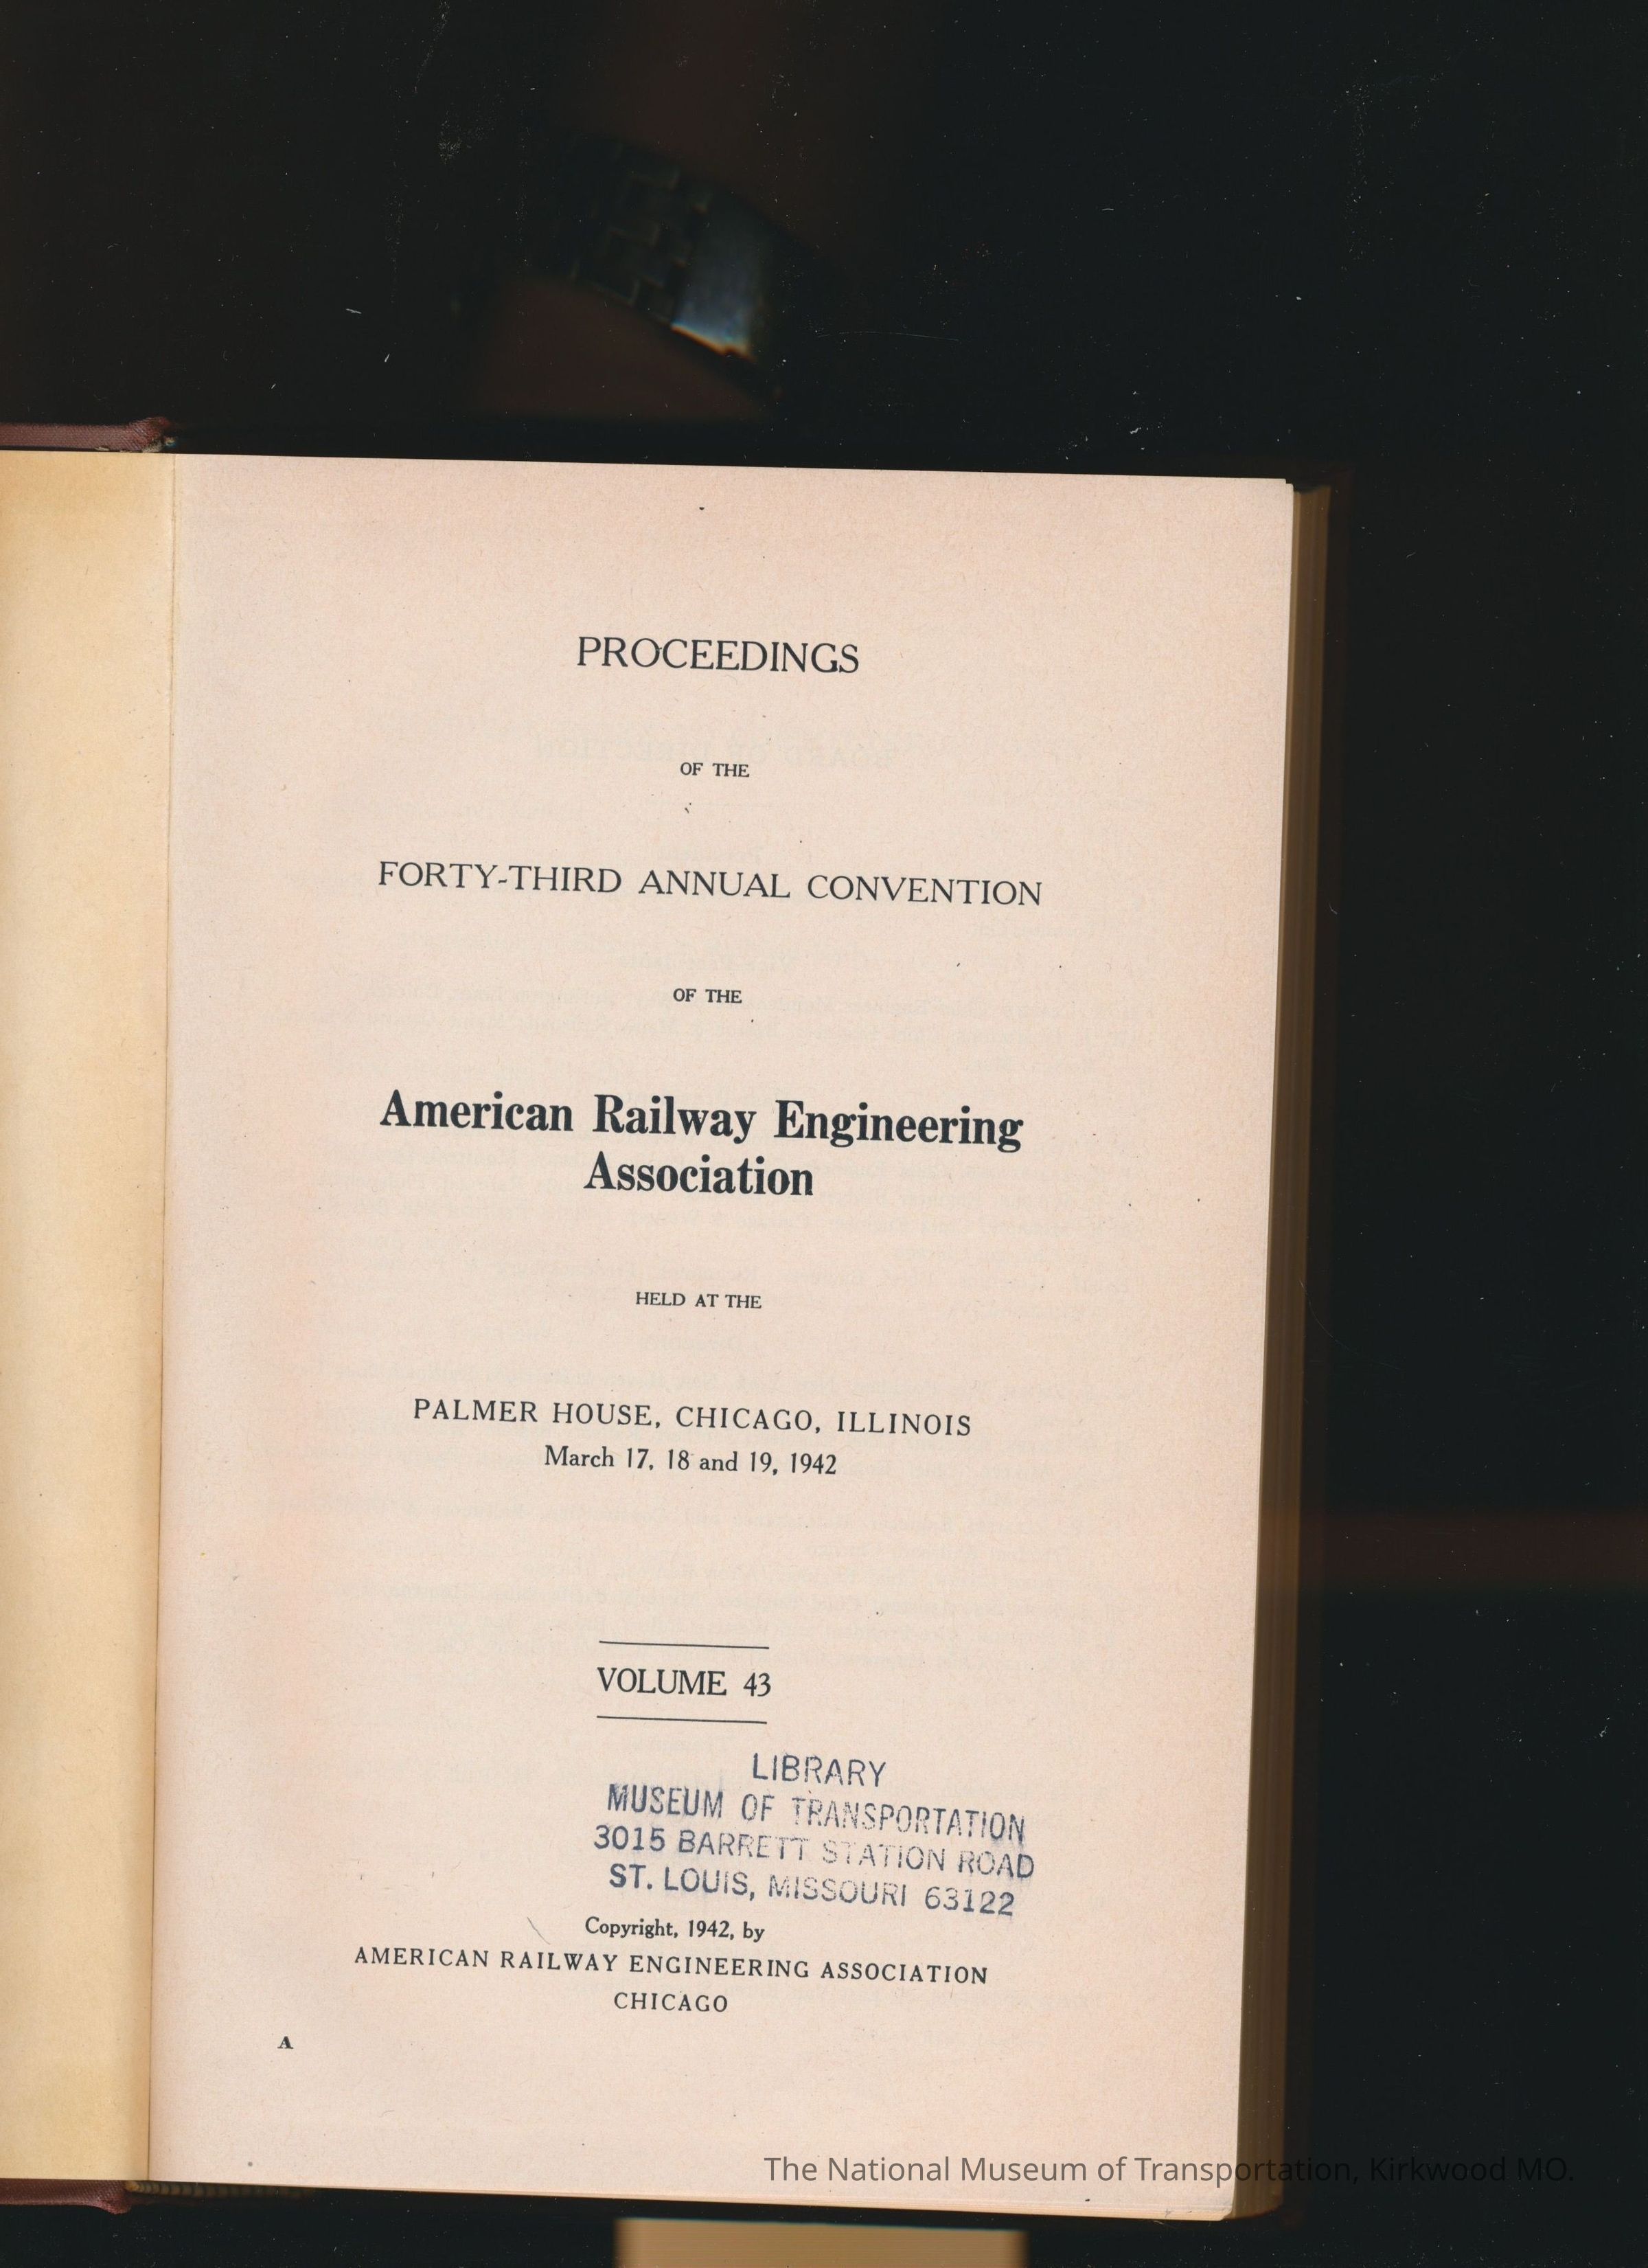 PROCEEDINGS
OF THE
FORTY-THIRD ANNUAL CONVENTION
OF THE
American Railway Engineering
Association
HELD AT THE
PALMER HOUSE, CHICAGO, ILLINOIS
March 17, 18 and 19, 1942
VOLUME 43
LIBRARY
MUSEUM OF TRANSPORTATION
3015 BARRETT STATION ROAD
ST. LOUIS, MISSOURI 63122
Copyright, 1942, by
AMERICAN RAILWAY ENGINEERING ASSOCIATION
CHICAGO
A
The National Museum of Transportation, Kirkwood MO.